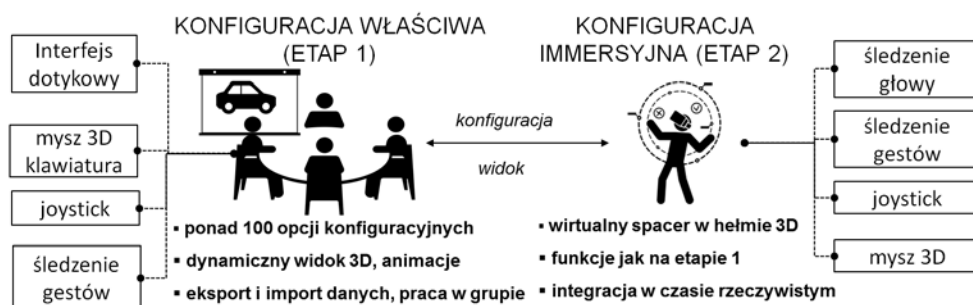 KONFIGURACJA WŁAŚCIWA
(ETAP 1)
KONFIGURACJA
IMMERSYJNA (ETAP 2)
Interfejs
dotykowy
mysz 3D
klawiatura
joystick
śledzenie
gestów
konfiguracja
widok
▪ ponad 100 opcji konfiguracyjnych
▪ dynamiczny widok 3D, animacje
▪ eksport i import danych, praca w grupie
▪ wirtualny spacer w hełmie 3D
▪ funkcje jak na etapie 1
▪ integracja w czasie rzeczywistym
śledzenie
głowy
śledzenie
gestów
joystick
mysz 3D